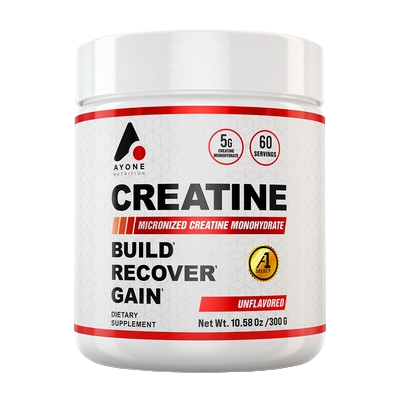 AYONE
NUTRITION
5G
CREATINE
MONOHYDRATE
60
SERVINGS
CREATINE
MICRONIZED CREATINE MONOHYDRATE
BUILD†
RECOVER†
GAIN†
A1
SELECT
DIETARY
SUPPLEMENT
UNFLAVORED
Net Wt. 10.58 Oz /300 G